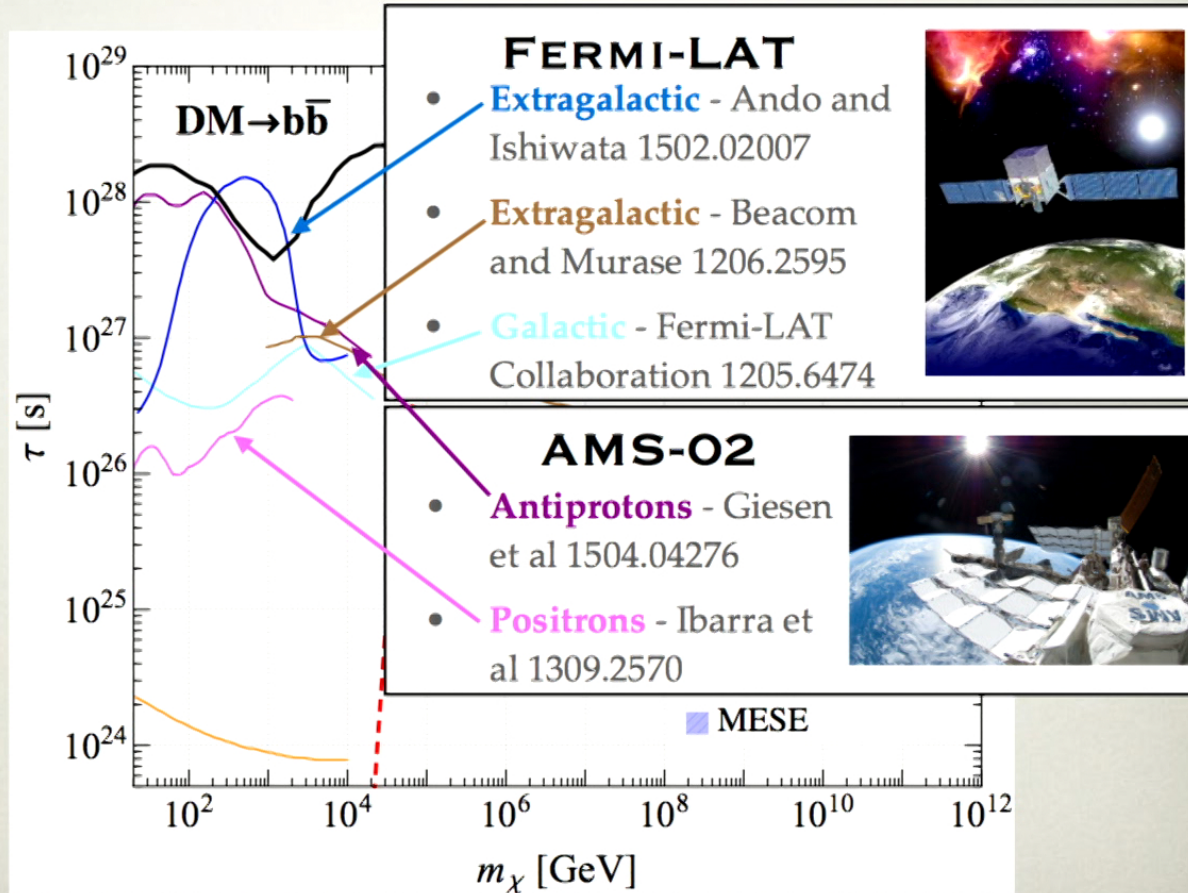 10^29
DM→bb̄
10^28
10^27
10^26
10^25
10^24
τ [s]
FERMI-LAT
• Extragalactic - Ando and
Ishiwata 1502.02007
• Extragalactic - Beacom
and Murase 1206.2595
• Galactic - Fermi-LAT
Collaboration 1205.6474
AMS-02
• Antiprotons - Giesen
et al 1504.04276
• Positrons - Ibarra et
al 1309.2570
AMS
MESE
10^2 10^4 10^6 10^8 10^10 10^12
m_χ [GeV]